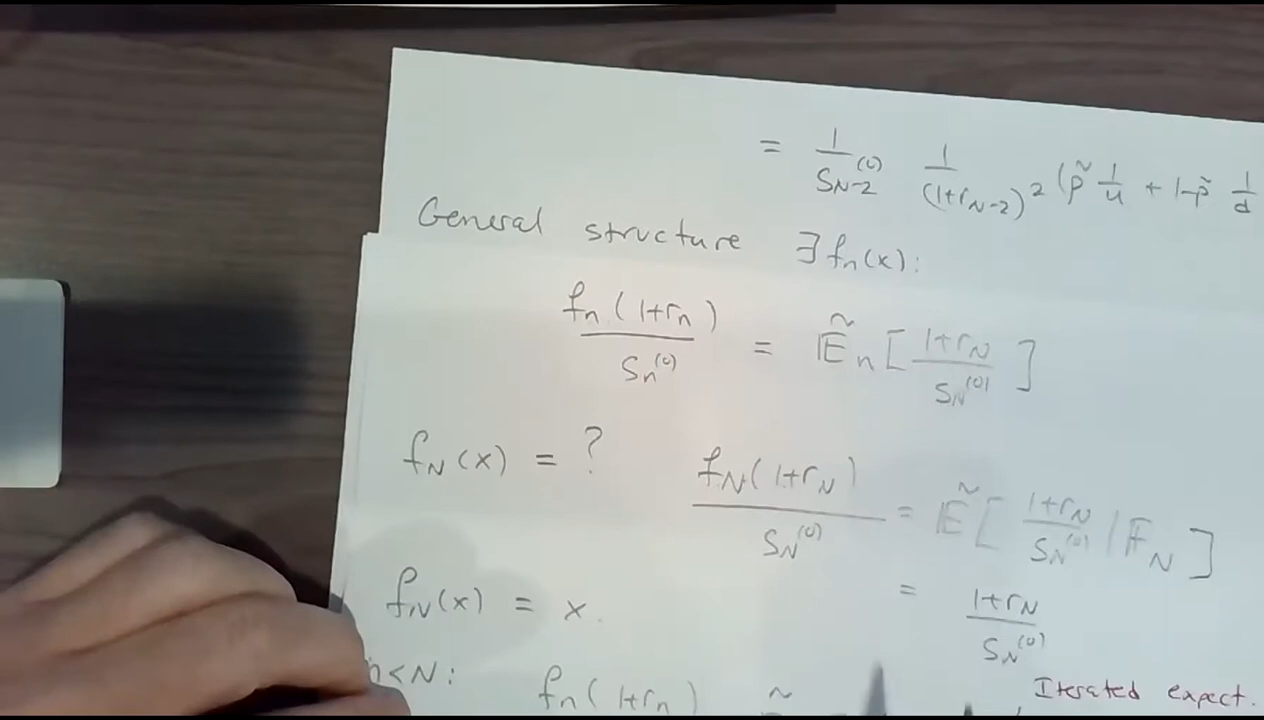 = 1/S_{N-2}^{(0)} 1/(1+r_{N-2})^2 (p̃ 1/u + 1-p̃ 1/d
General structure ∃ f_n(x):
f_n(1+r_n)/S_n^{(0)} = Ẽ_n [ 1+r_N/S_N^{(0)} ]
f_N(x) = ? f_N(1+r_N)/S_N^{(0)} = Ẽ[ 1+r_N/S_N^{(0)} | F_N ]
f_N(x) = x. = 1+r_N/S_N^{(0)}
n<N: f_n(1+r_n) ~ Iterated expect.